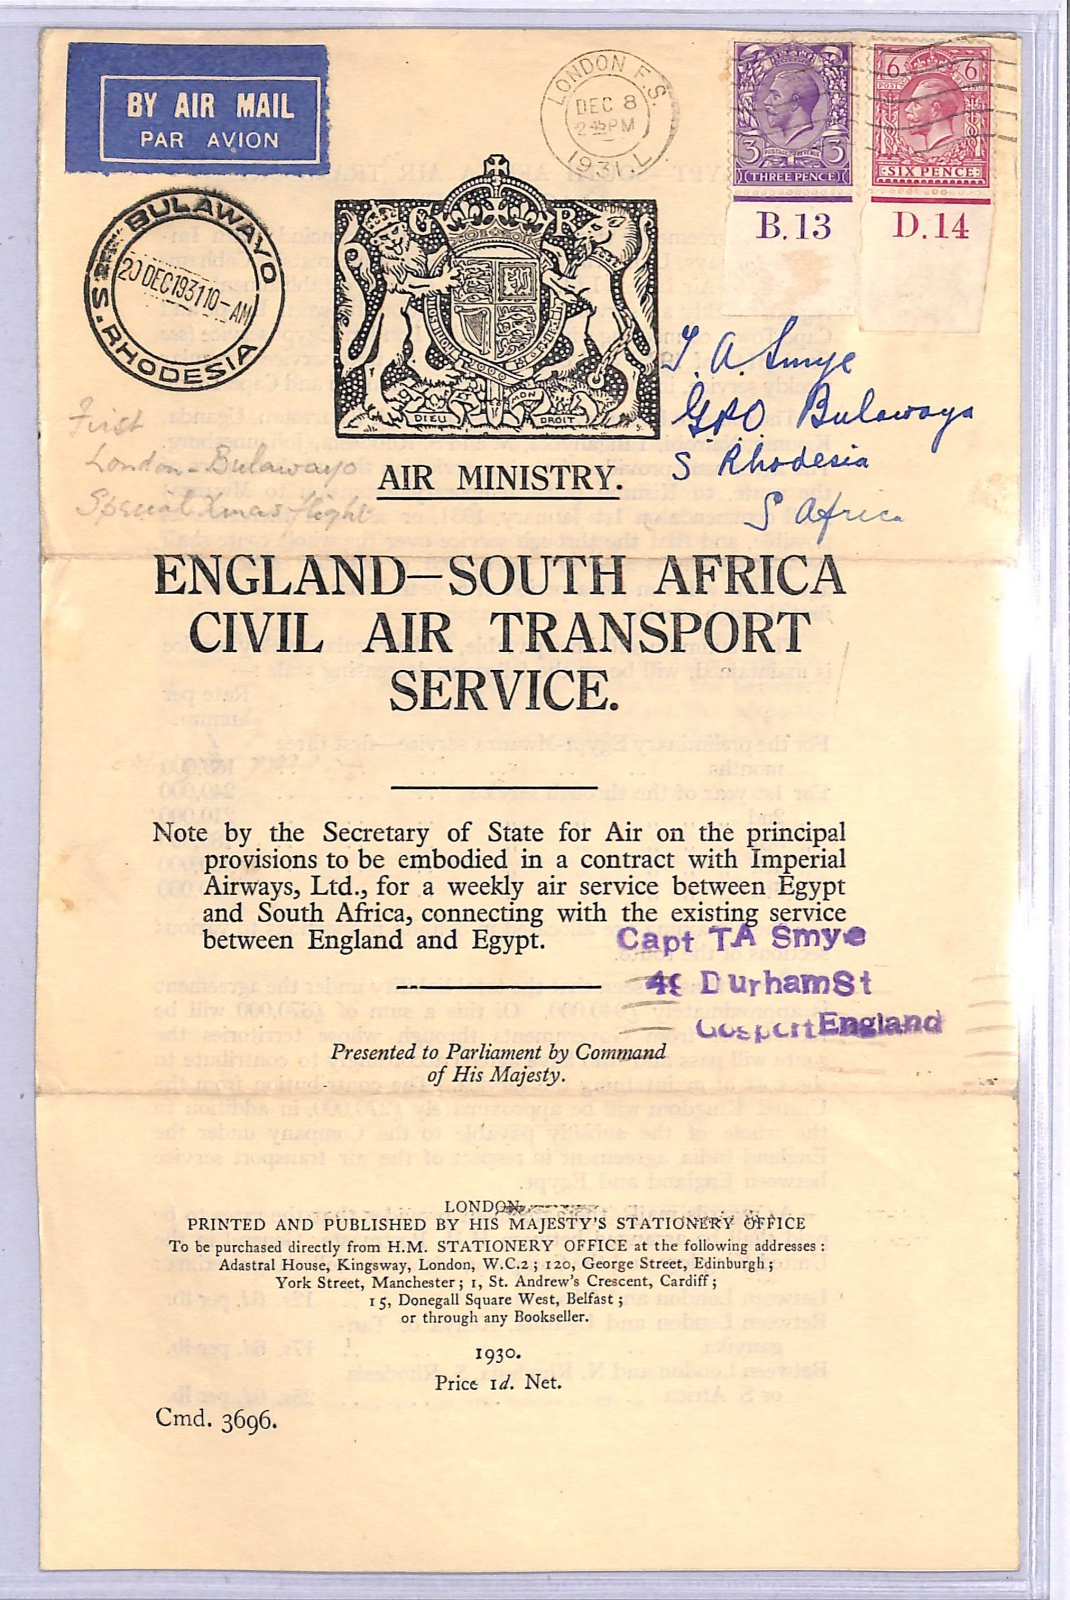 BY AIR MAIL
PAR AVION
LONDON F.S.
DEC 8
2 45 PM
1931
THREE PENCE
3 3
B.13
6 6
SIX PENCE
D.14
BULAWAYO
20 DEC 1931 10-AM
S. RHODESIA
G R
DIEU ET MON DROIT
T. A. Smye
GPO Bulawayo
S Rhodesia
S Africa
First
London-Bulawayo
Special Xmas flight
AIR MINISTRY.
ENGLAND—SOUTH AFRICA
CIVIL AIR TRANSPORT
SERVICE.
Note by the Secretary of State for Air on the principal
provisions to be embodied in a contract with Imperial
Airways, Ltd., for a weekly air service between Egypt
and South Africa, connecting with the existing service
between England and Egypt.
Capt TA Smye
DurhamSt
Gosport England
Presented to Parliament by Command
of His Majesty.
LONDON
PRINTED AND PUBLISHED BY HIS MAJESTY'S STATIONERY OFFICE
To be purchased directly from H.M. STATIONERY OFFICE at the following addresses:
Adastral House, Kingsway, London, W.C.2; 120, George Street, Edinburgh;
York Street, Manchester; 1, St. Andrew's Crescent, Cardiff;
15, Donegall Square West, Belfast;
or through any Bookseller.
1930.
Price 1d. Net.
Cmd. 3696.